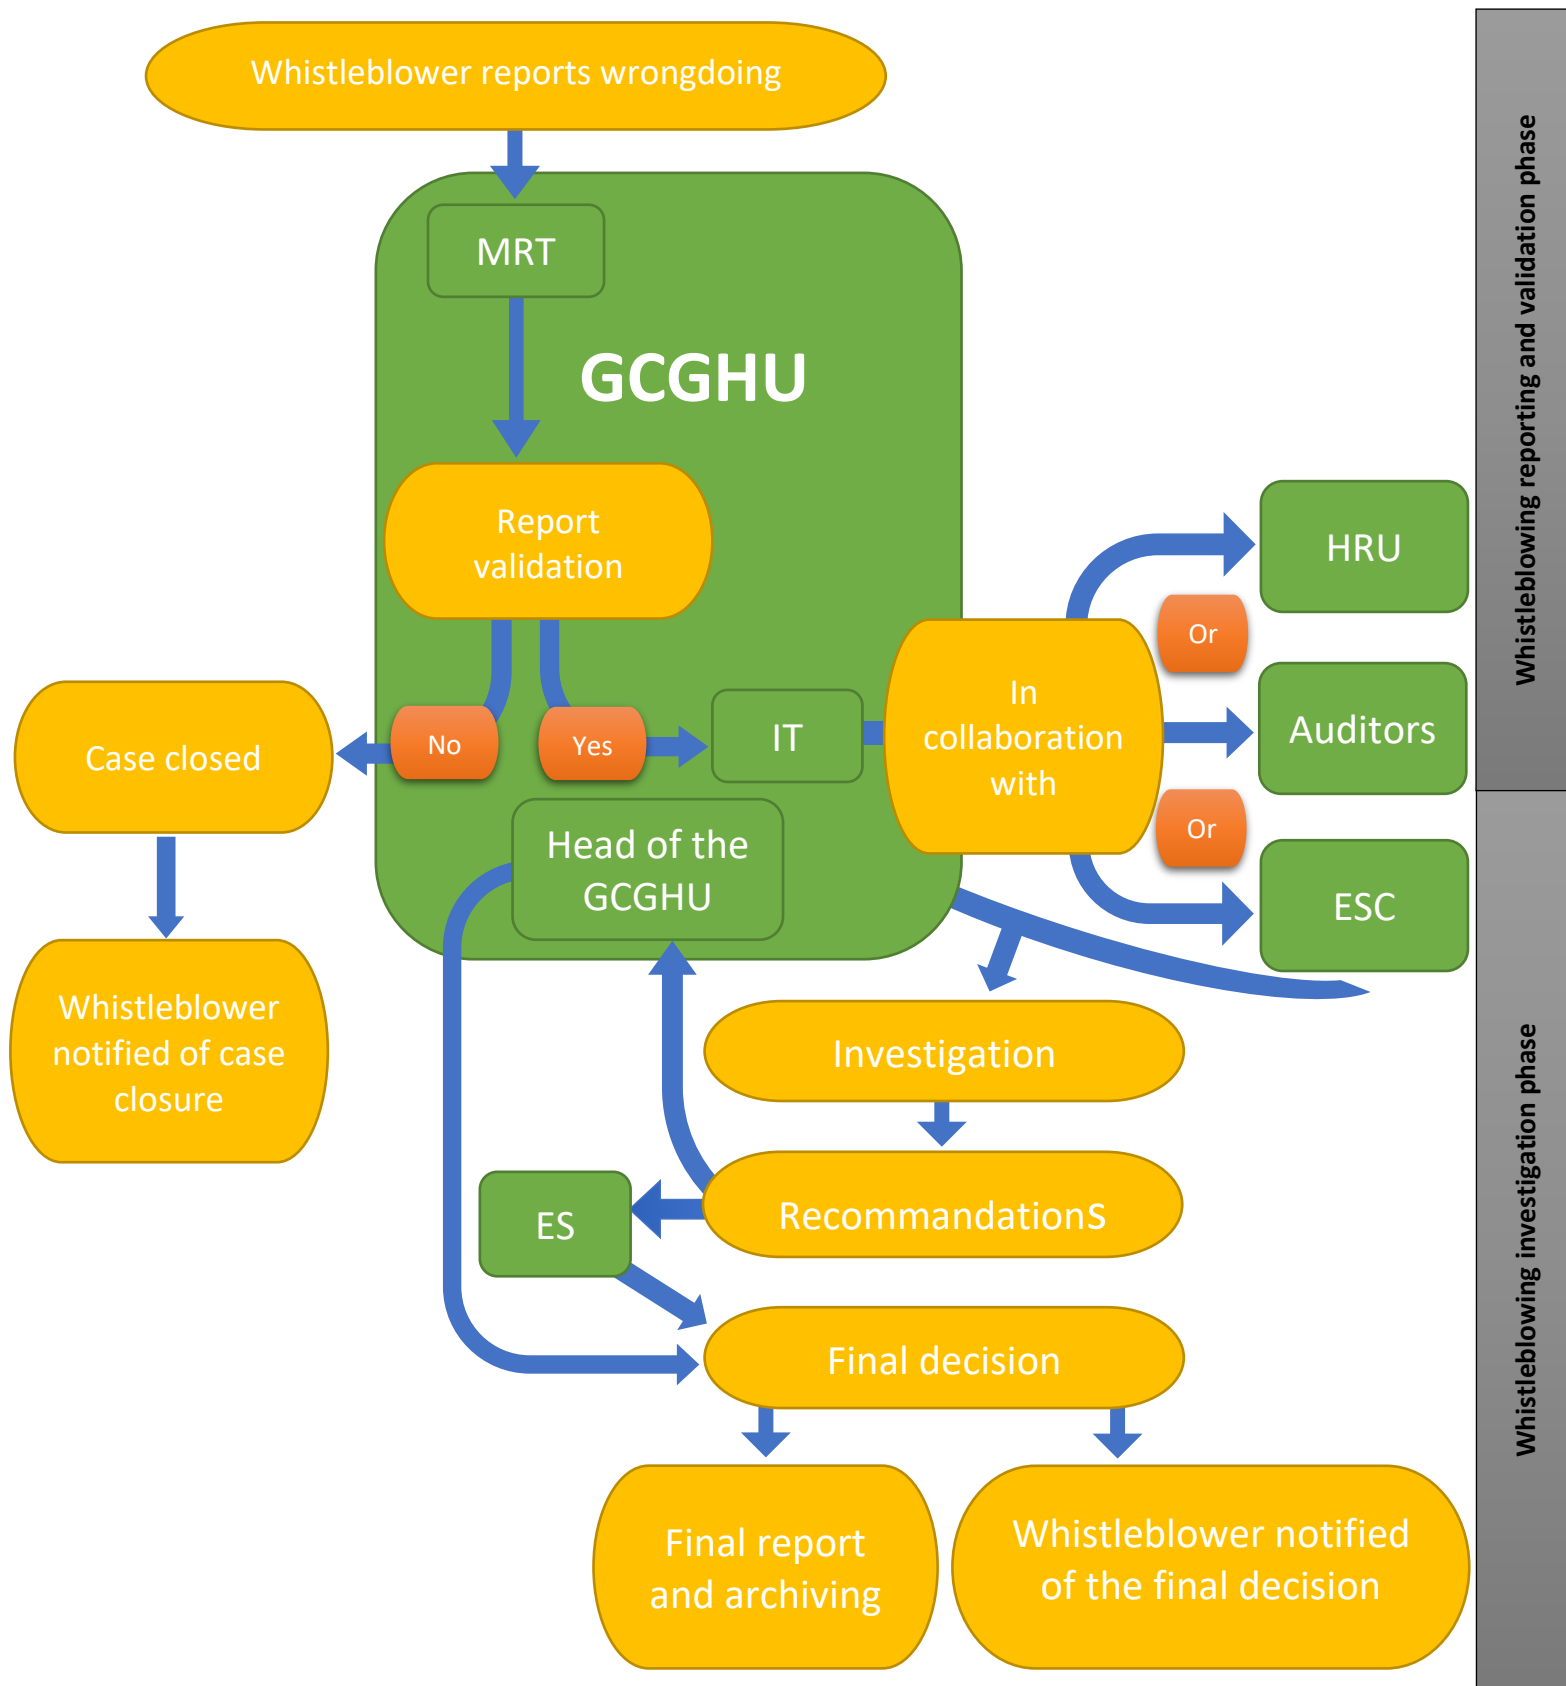 Whistleblower reports wrongdoing
MRT
GCGHU
Report
validation
No
Yes
IT
In
collaboration
with
HRU
Or
Auditors
Or
ESC
Case closed
Whistleblower
notified of case
closure
Head of the
GCGHU
Investigation
Recommandations
ES
Final decision
Final report
and archiving
Whistleblower notified
of the final decision
Whistleblowing reporting and validation phase
Whistleblowing investigation phase